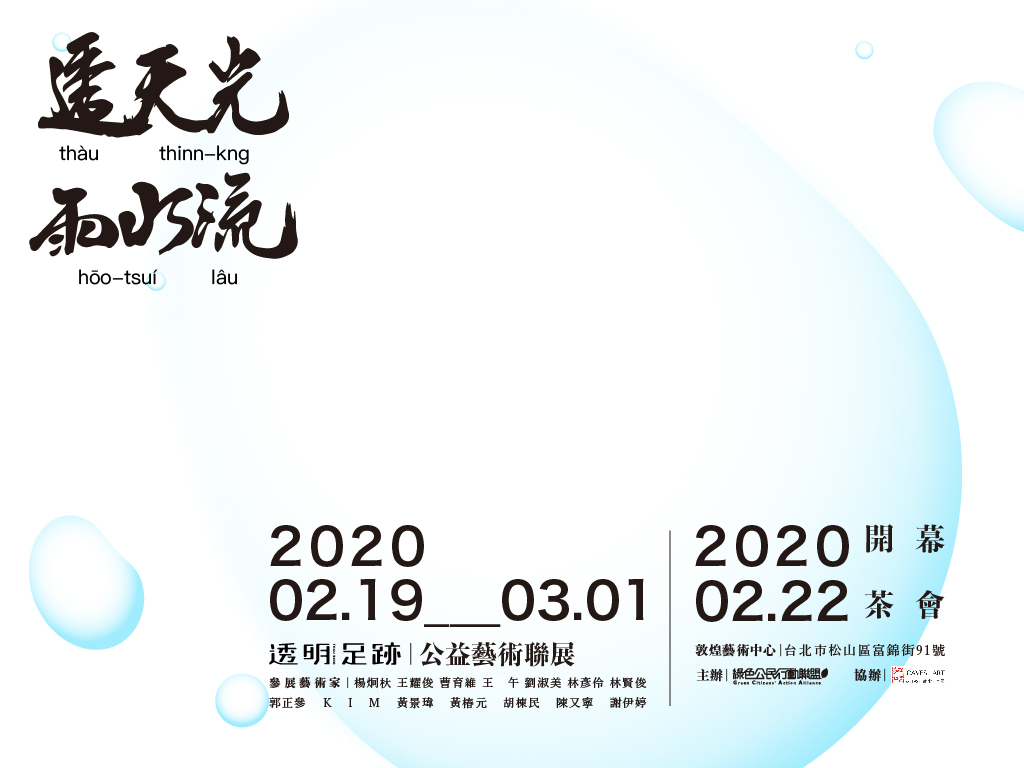 透天光
thàu thinn-kng
雨水流
hōo-tsuí lâu
2020
02.19___03.01
透明足跡|公益藝術聯展
參展藝術家|楊炯杕 王耀俊 曹育維 王 午 劉淑美 林彥伶 林賢俊
郭正參 K I M 黃景瑋 黃椿元 胡棟民 陳又寧 謝伊婷
2020 開幕
02.22 茶會
敦煌藝術中心|台北市松山區富錦街91號
主辦|綠色公民行動聯盟
Green Citizens' Action Alliance
協辦|CAVES ART